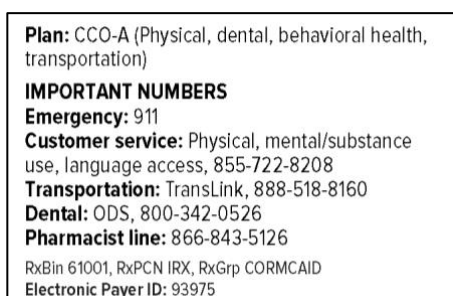 Plan: CCO-A (Physical, dental, behavioral health,
transportation)
IMPORTANT NUMBERS
Emergency: 911
Customer service: Physical, mental/substance
use, language access, 855-722-8208
Transportation: TransLink, 888-518-8160
Dental: ODS, 800-342-0526
Pharmacist line: 866-843-5126
RxBin 61001, RxPCN IRX, RxGrp CORMCAID
Electronic Payer ID: 93975